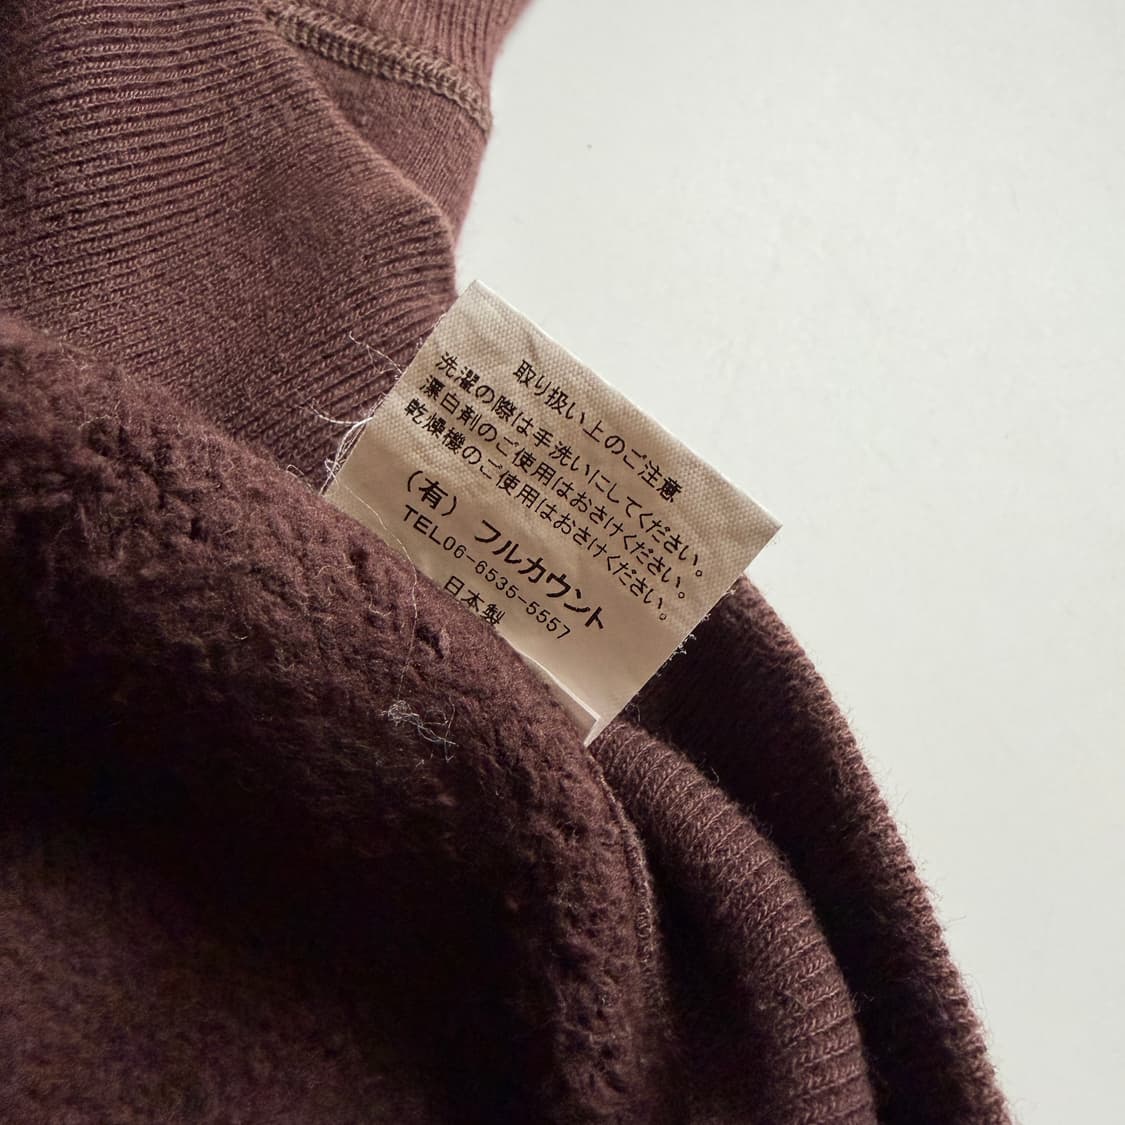 取り扱い上のご注意
洗濯の際は手洗いにしてください。
漂白剤のご使用はおさけください。
乾燥機のご使用はおさけください。
（有）フルカウント
TEL06-6535-5557
日本製